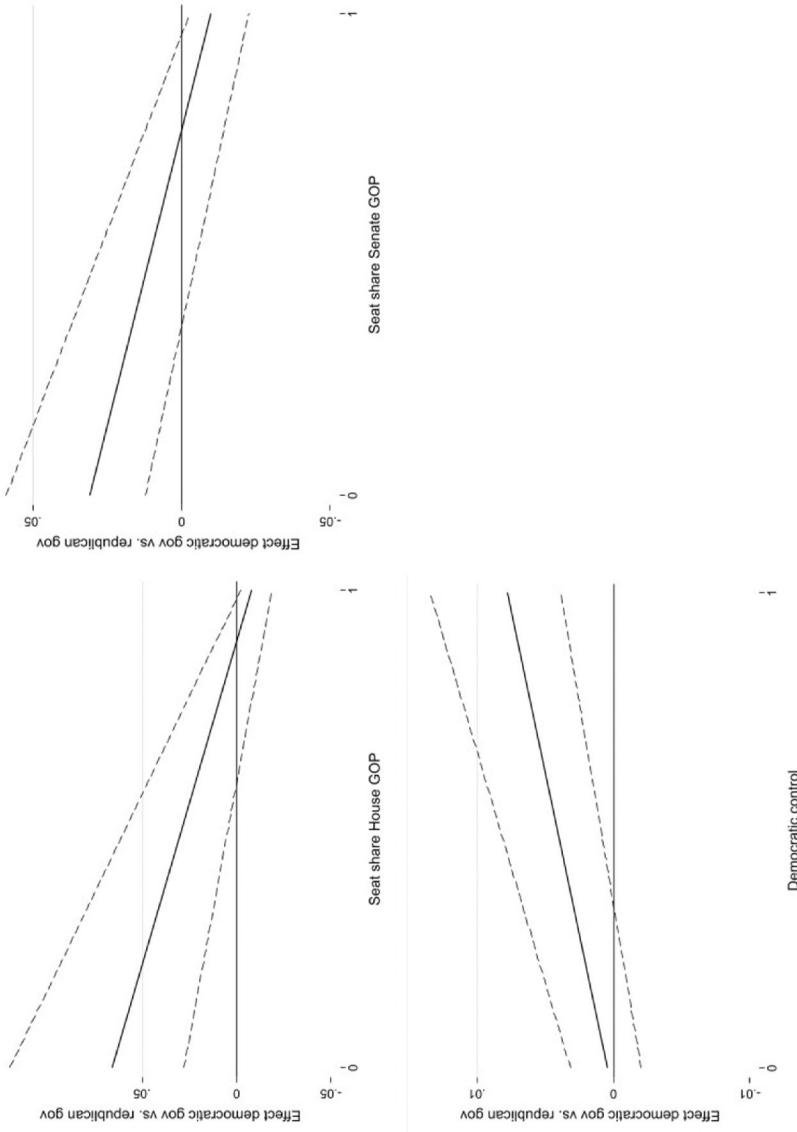 Effect democratic gov vs. republican gov
.05
0
-.05
0
1
Seat share House GOP
Effect democratic gov vs. republican gov
.05
0
-.05
0
1
Seat share Senate GOP
Effect democratic gov vs. republican gov
.01
0
-.01
0
1
Democratic control